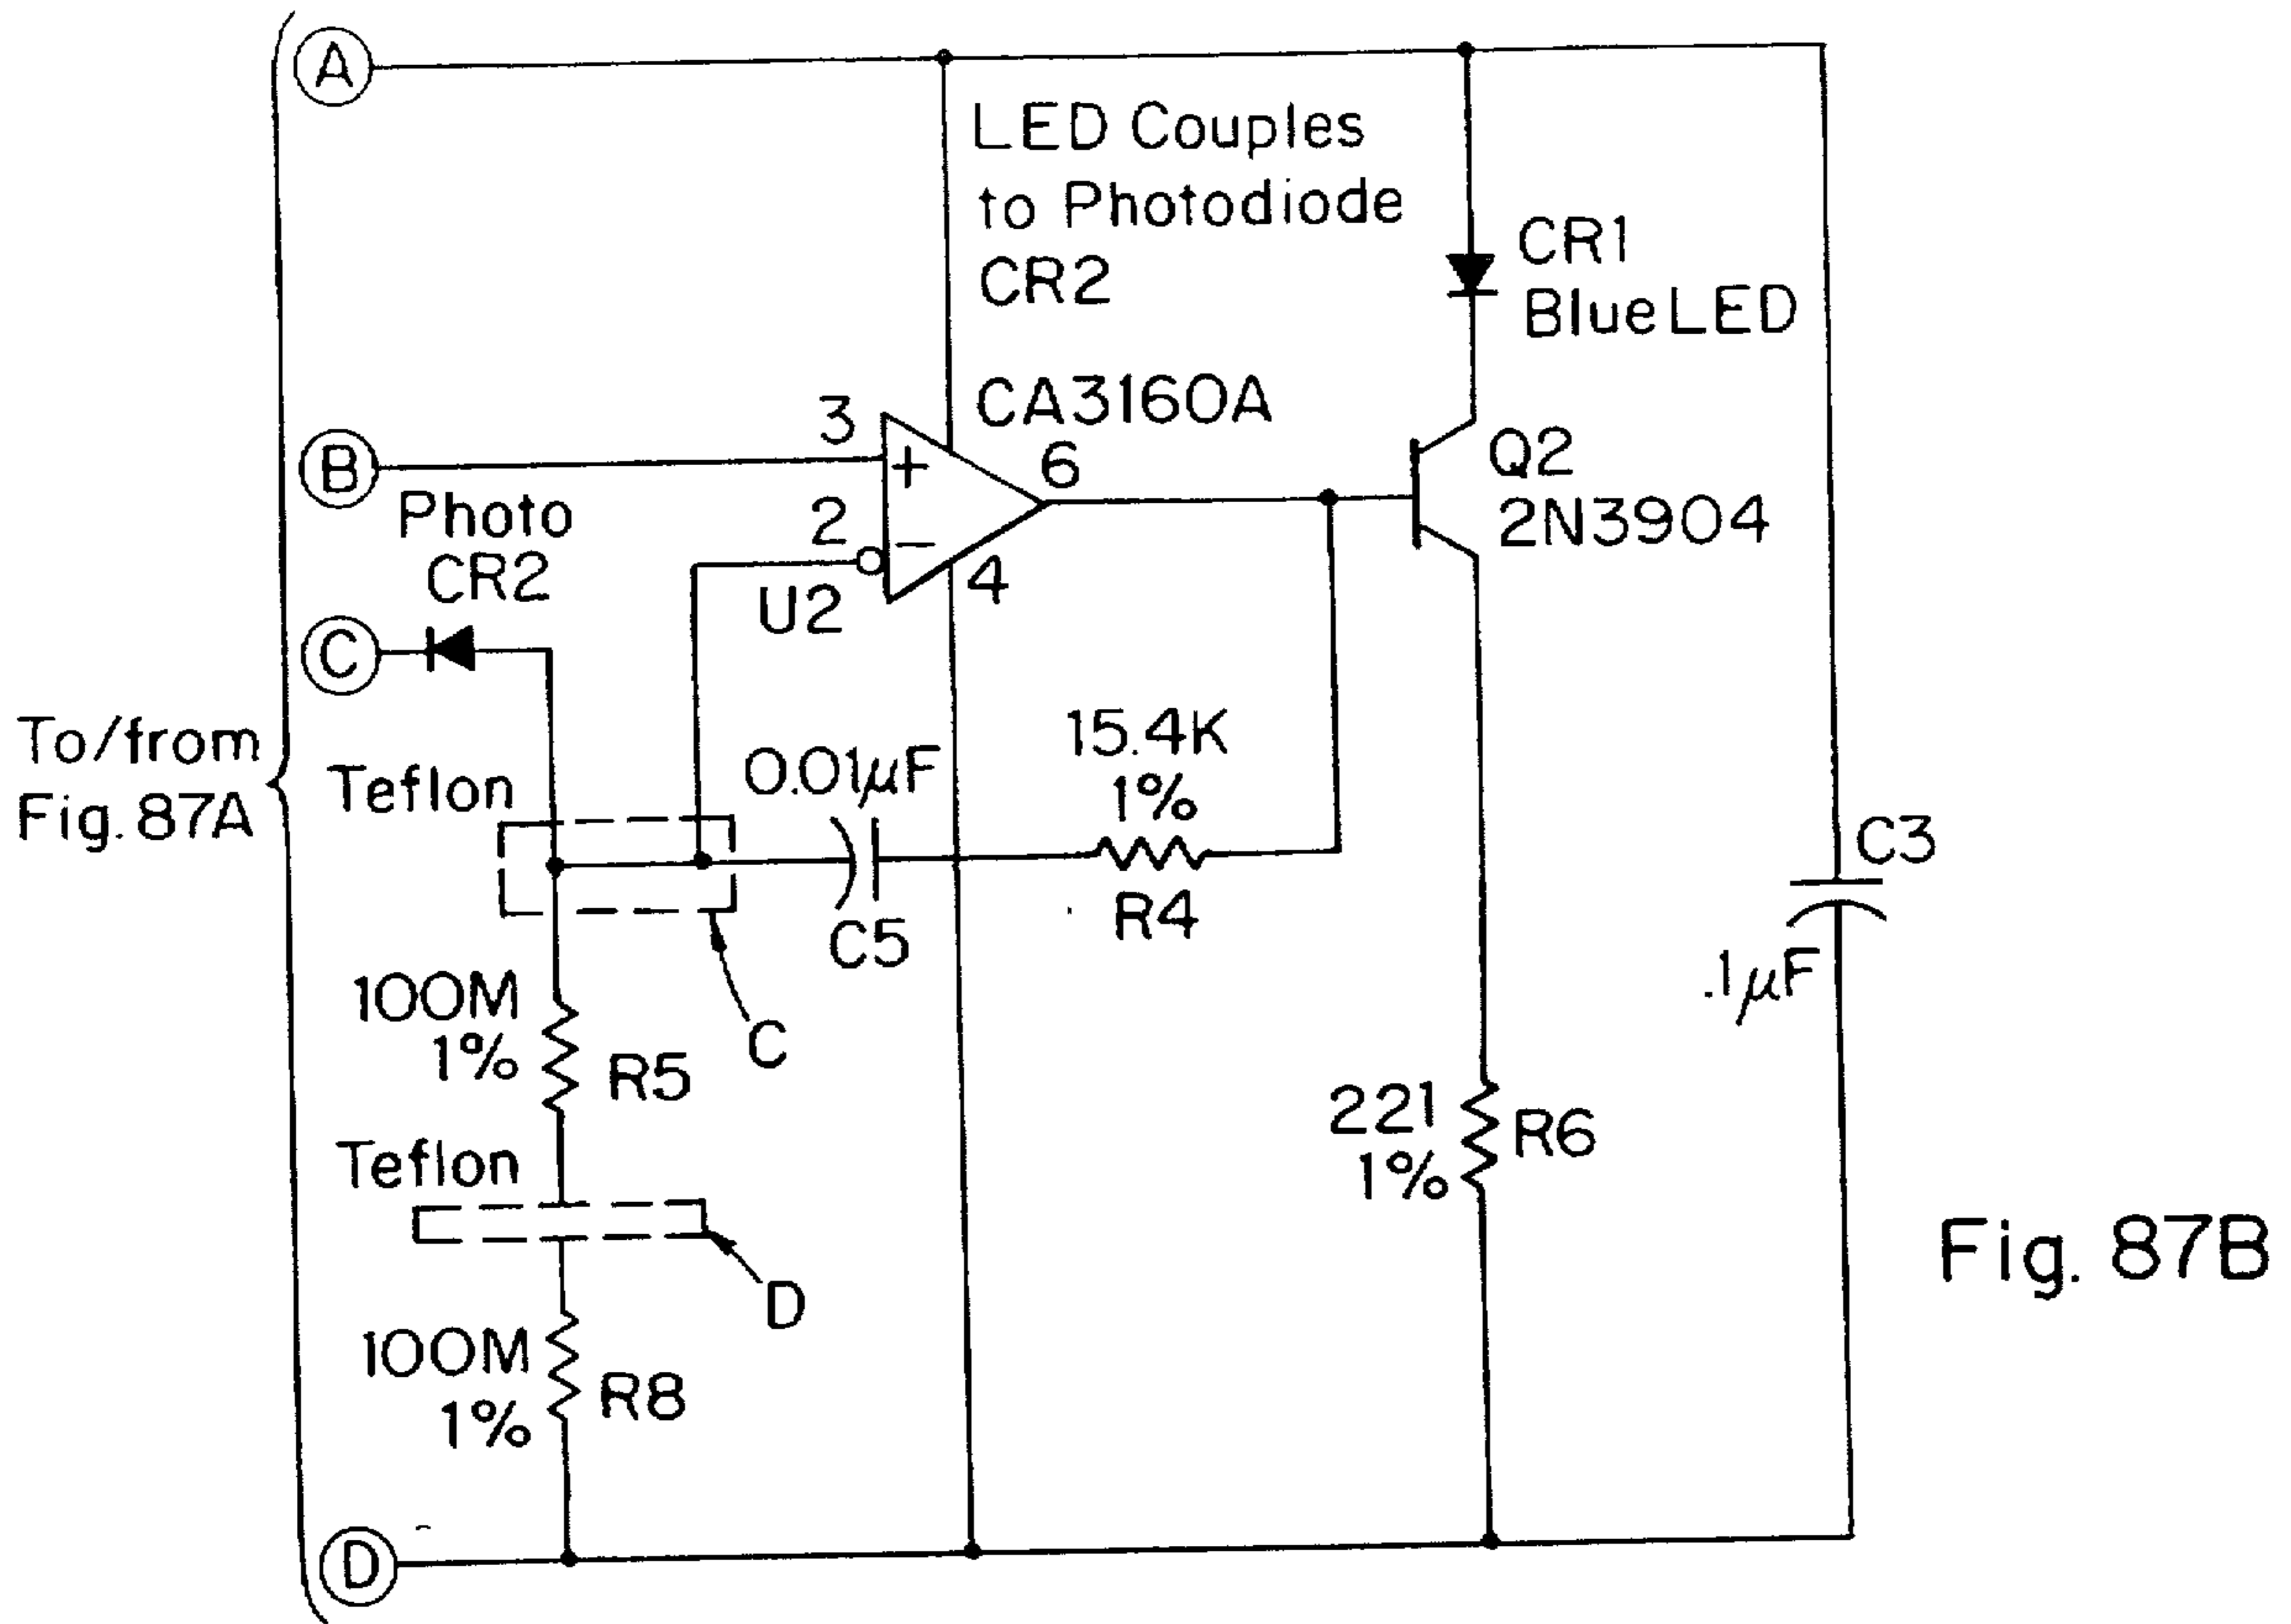 A
LED Couples
to Photodiode
CR2
CR1
Blue LED
CA3160A
3
+
6
B
2
−
Q2
2N3904
Photo
CR2
4
U2
C
To/from
Fig. 87A
15.4K
1%
0.01µF
Teflon
C3
R4
C5
.1µF
100M
1%
R5
C
221
1%
R6
Teflon
Fig. 87B
D
100M
1%
R8
D